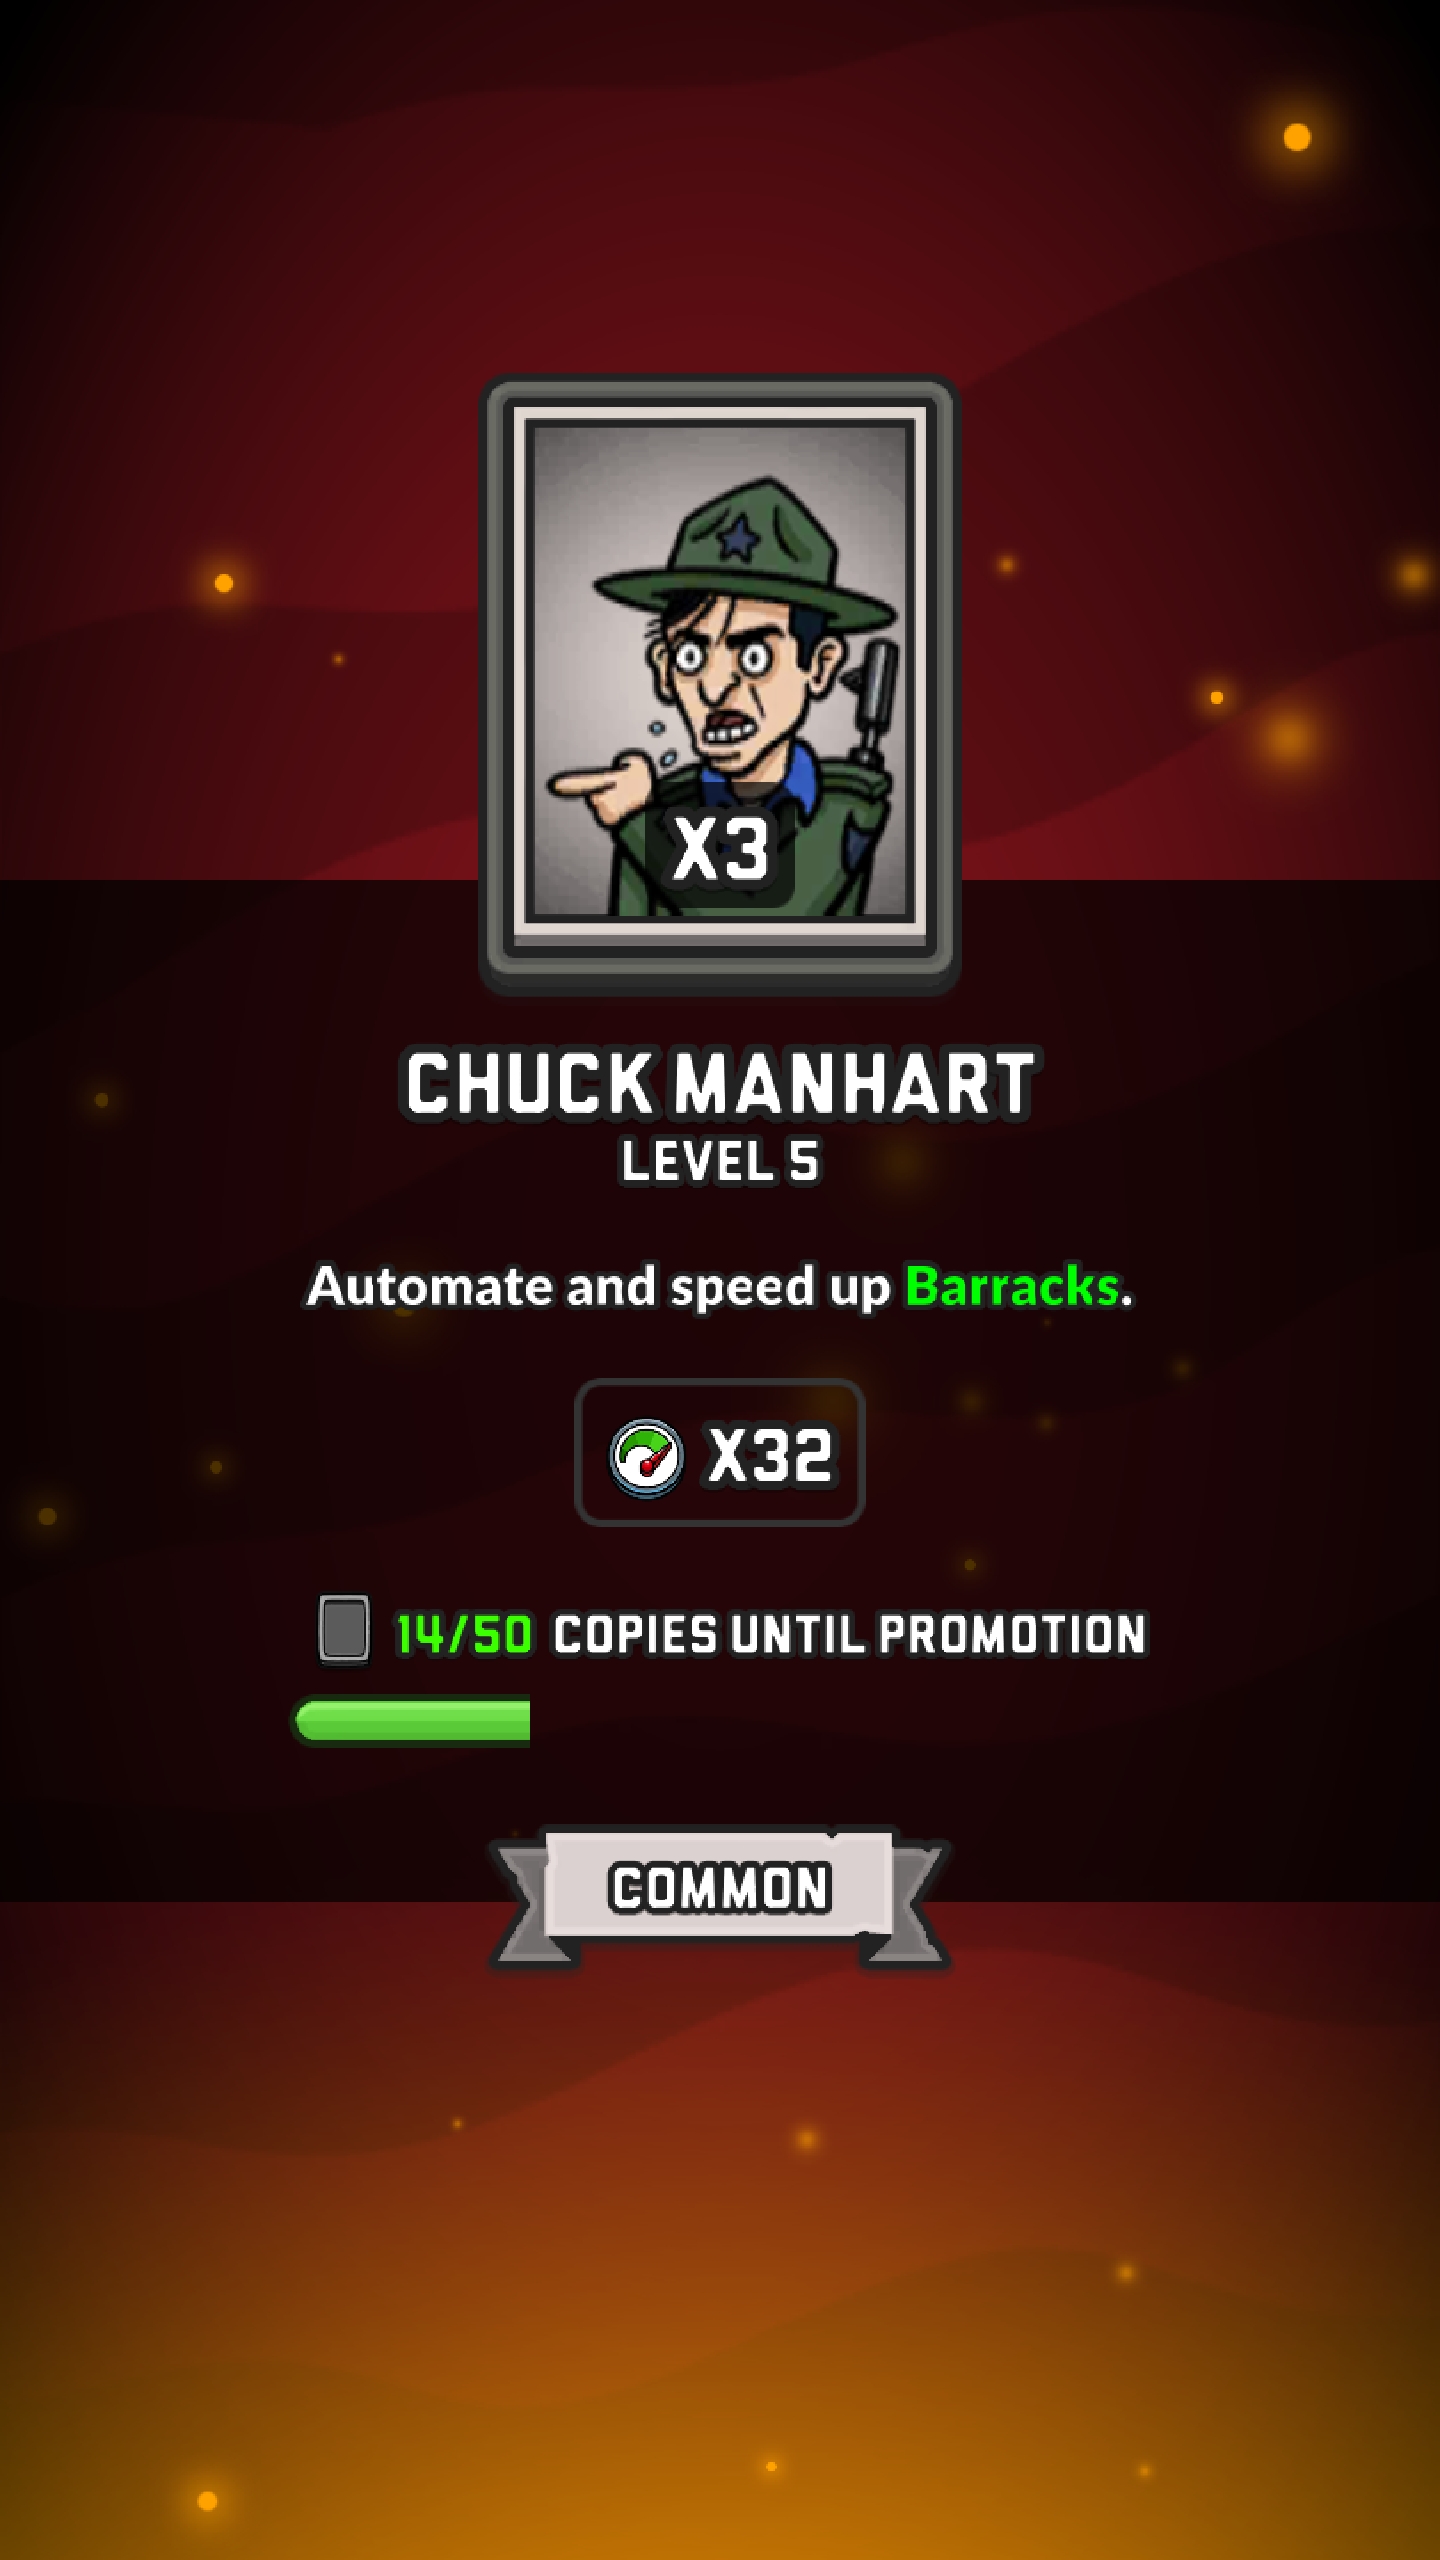 X3
CHUCK MANHART
LEVEL 5
Automate and speed up Barracks.
X32
14/50 COPIES UNTIL PROMOTION
COMMON